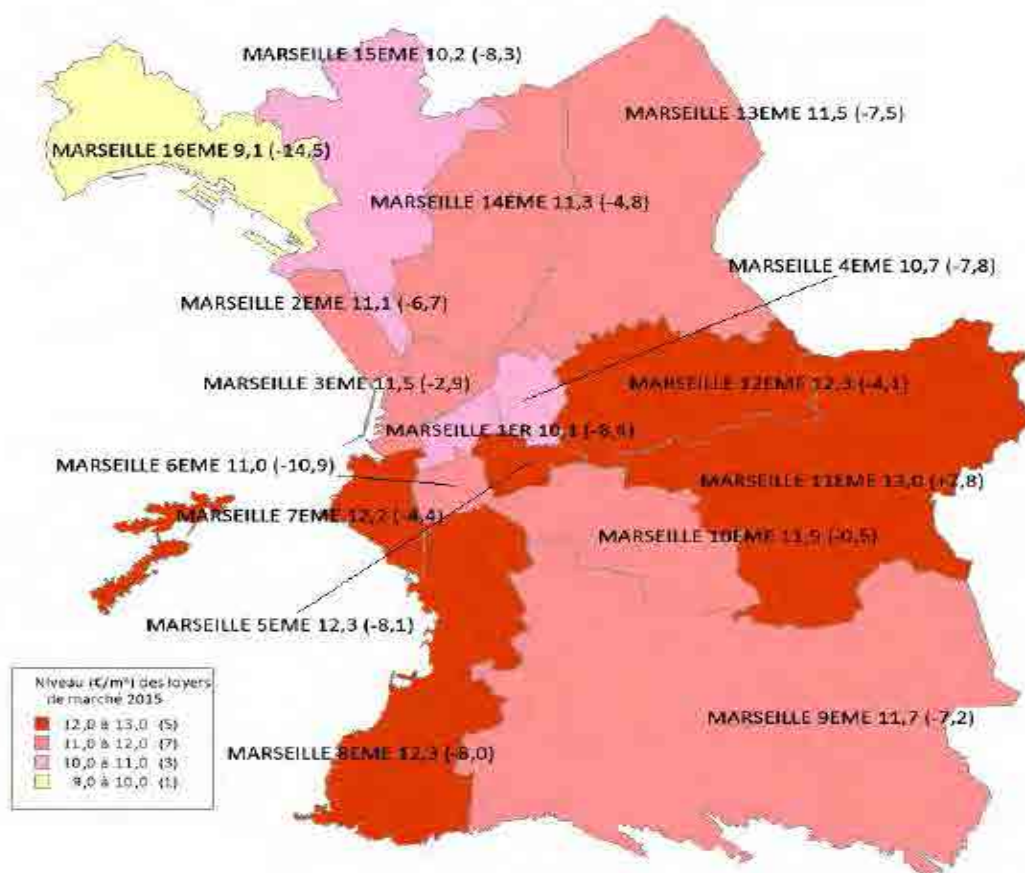 MARSEILLE 15EME 10,2 (-8,3)
MARSEILLE 13EME 11,5 (-7,5)
MARSEILLE 16EME 9,1 (-14,5)
MARSEILLE 14EME 11,3 (-4,8)
MARSEILLE 4EME 10,7 (-7,8)
MARSEILLE 2EME 11,1 (-6,7)
MARSEILLE 3EME 11,5 (-2,9)
MARSEILLE 12EME 12,3 (-4,1)
MARSEILLE 1ER 10,1
MARSEILLE 6EME 11,0 (-10,9)
MARSEILLE 11EME 13,0 (+2,8)
MARSEILLE 7EME 12,2 (-4,4)
MARSEILLE 10EME 11,9 (-0,5)
MARSEILLE 5EME 12,3 (-8,1)
Niveau (€/m²) des loyers
de marché 2015
12,0 à 13,0 (5)
11,0 à 12,0 (7)
10,0 à 11,0 (3)
9,0 à 10,0 (1)
MARSEILLE 9EME 11,7 (-7,2)
MARSEILLE 8EME 12,3 (-8,0)